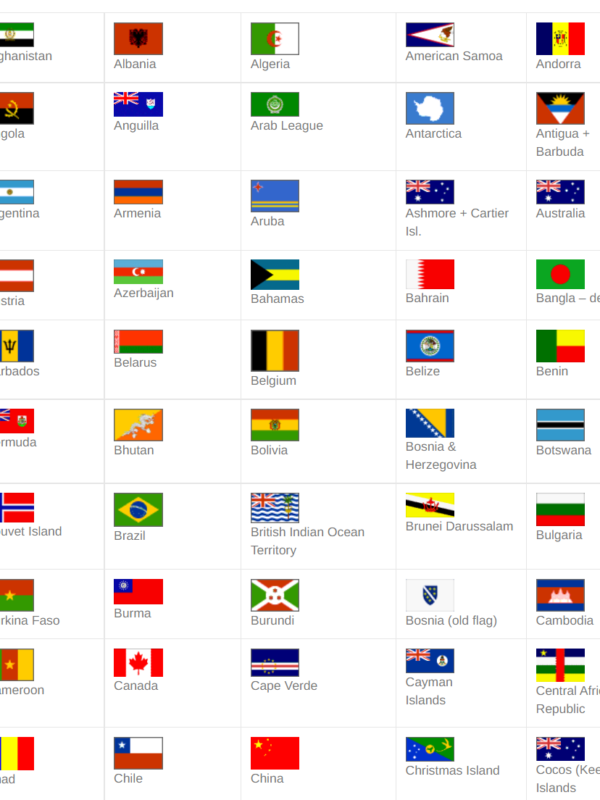 ghanistan
Albania
Algeria
American Samoa
Andorra
gola
Anguilla
Arab League
Antarctica
Antigua +
Barbuda
gentina
Armenia
Aruba
Ashmore + Cartier
Isl.
Australia
stria
Azerbaijan
Bahamas
Bahrain
Bangla – de
rbados
Belarus
Belgium
Belize
Benin
rmuda
Bhutan
Bolivia
Bosnia &
Herzegovina
Botswana
uvet Island
Brazil
British Indian Ocean
Territory
Brunei Darussalam
Bulgaria
rkina Faso
Burma
Burundi
Bosnia (old flag)
Cambodia
meroon
Canada
Cape Verde
Cayman
Islands
Central Afri
Republic
ad
Chile
China
Christmas Island
Cocos (Kee
Islands